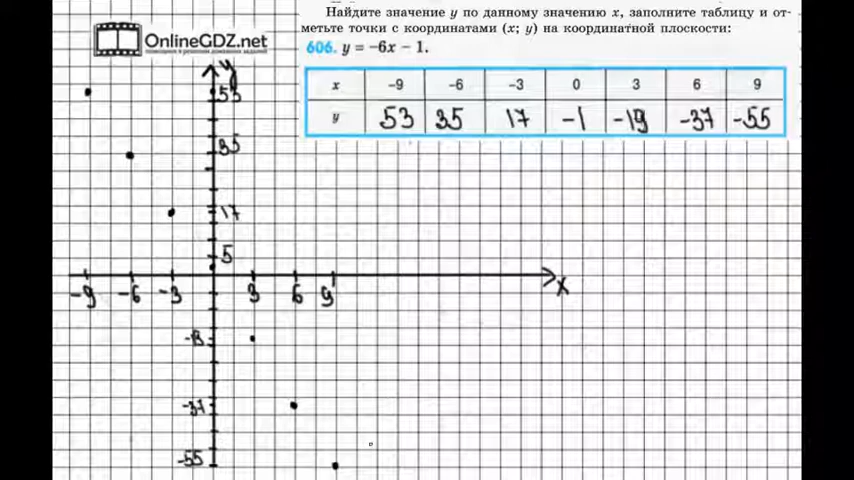 Найдите значение y по данному значению x, заполните таблицу и от-
метьте точки с координатами (x; y) на координатной плоскости:
OnlineGDZ.net
606. y = –6x – 1.
x –9 –6 –3 0 3 6 9
y 53 35 17 -1 -19 -37 -55
y
53
35
17
5
-9 -6 -3 3 6 9 x
-37
-55